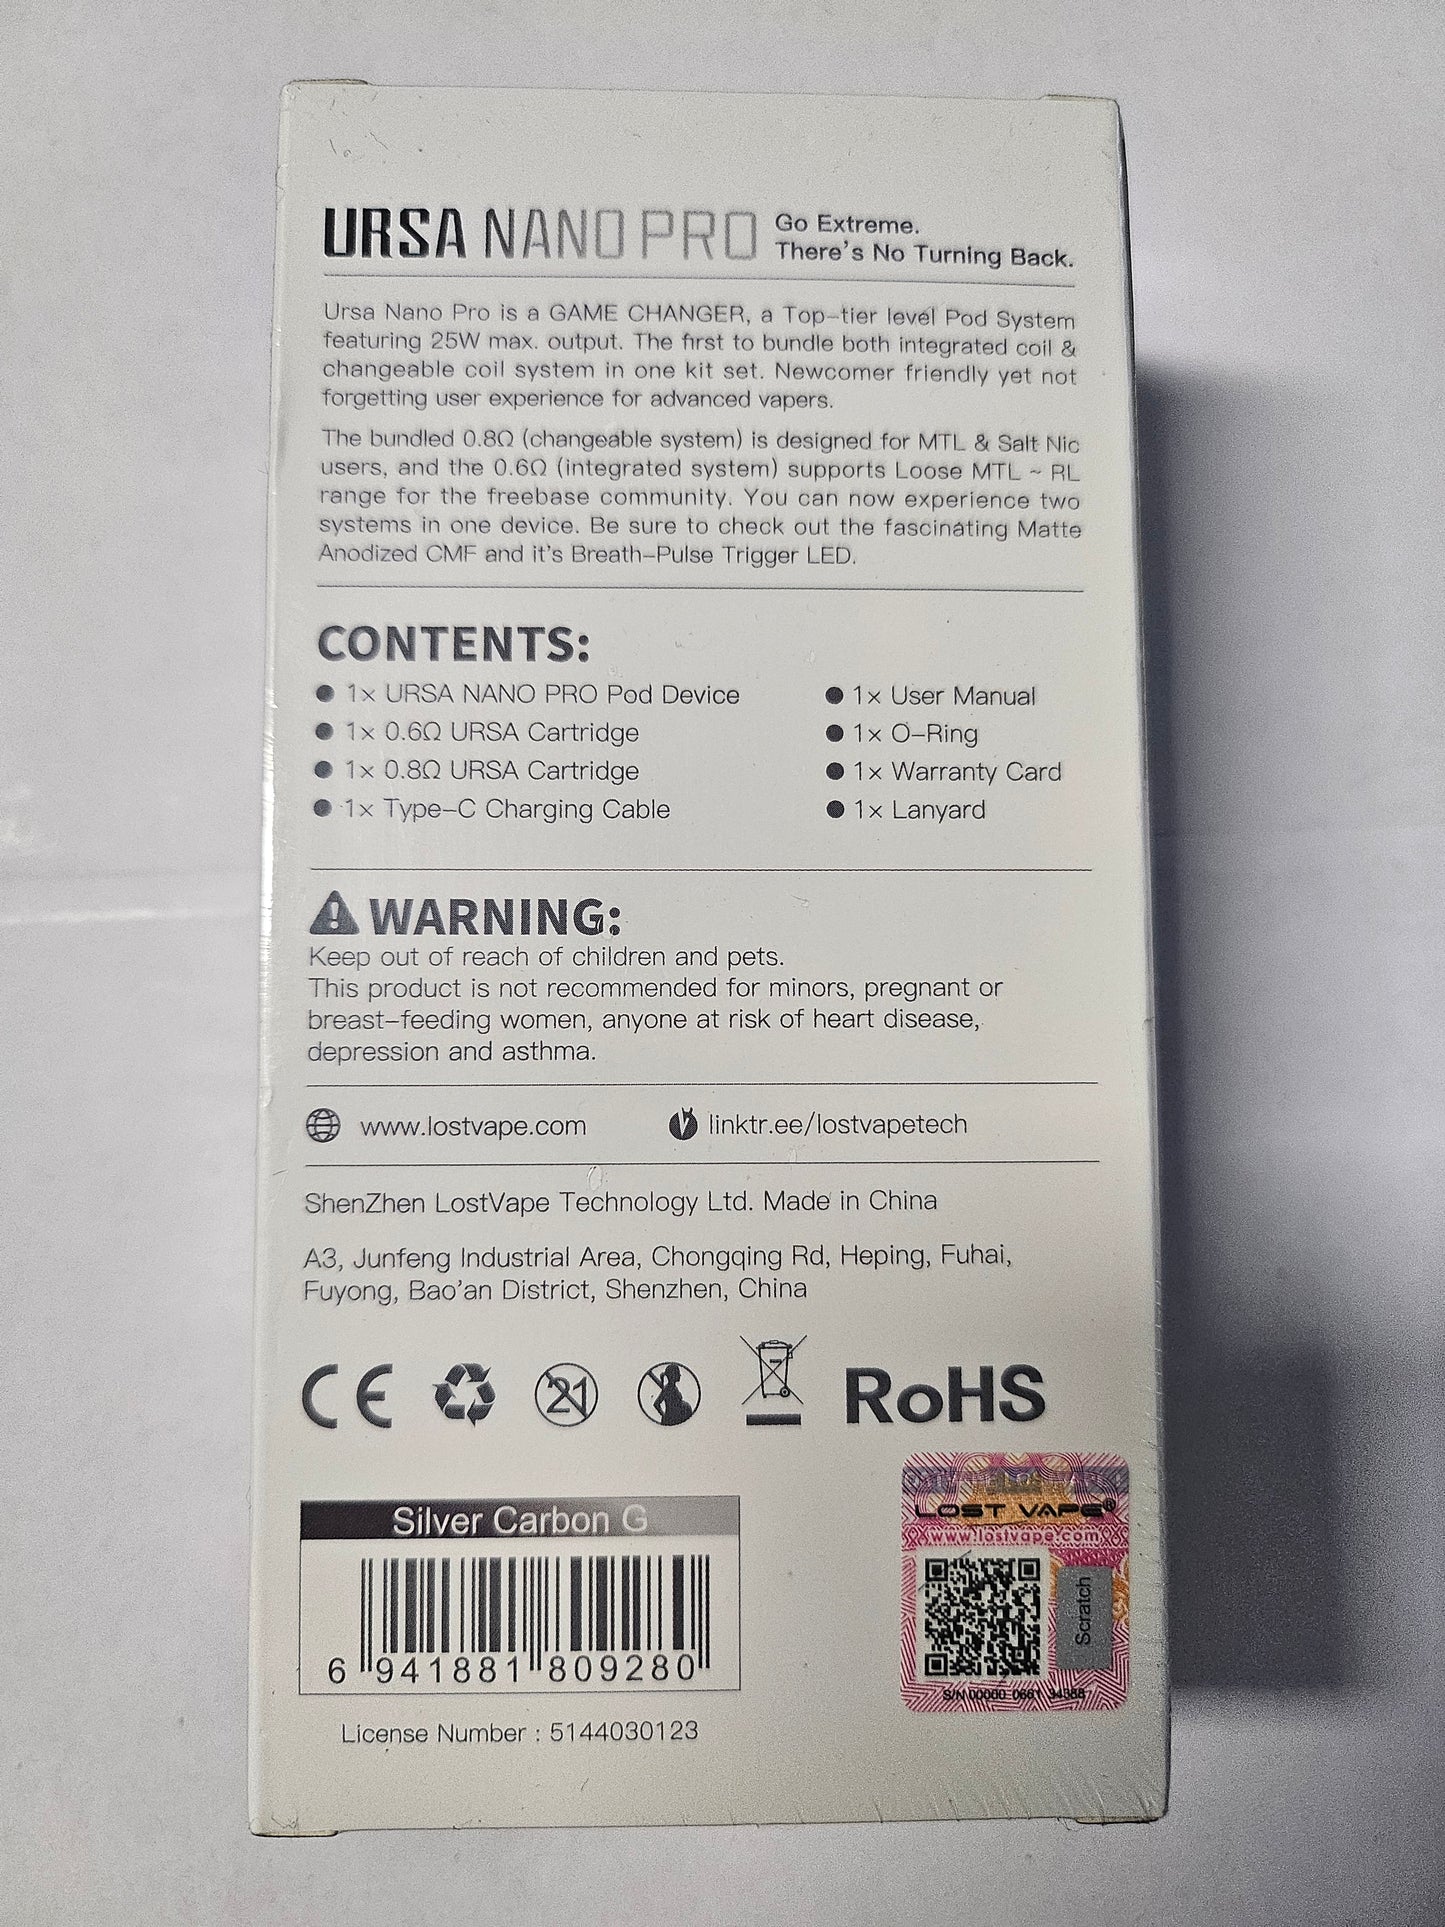 URSA NANO PRO
Go Extreme.
There's No Turning Back.
Ursa Nano Pro is a GAME CHANGER, a Top-tier level Pod System
featuring 25W max. output. The first to bundle both integrated coil &
changeable coil system in one kit set. Newcomer friendly yet not
forgetting user experience for advanced vapers.
The bundled 0.8Ω (changeable system) is designed for MTL & Salt Nic
users, and the 0.6Ω (integrated system) supports Loose MTL ~ RL
range for the freebase community. You can now experience two
systems in one device. Be sure to check out the fascinating Matte
Anodized CMF and it's Breath-Pulse Trigger LED.
CONTENTS:
● 1× URSA NANO PRO Pod Device
● 1× 0.6Ω URSA Cartridge
● 1× 0.8Ω URSA Cartridge
● 1× Type-C Charging Cable
● 1× User Manual
● 1× O-Ring
● 1× Warranty Card
● 1× Lanyard
WARNING:
Keep out of reach of children and pets.
This product is not recommended for minors, pregnant or
breast-feeding women, anyone at risk of heart disease,
depression and asthma.
www.lostvape.com
linktr.ee/lostvapetech
ShenZhen LostVape Technology Ltd. Made in China
A3, Junfeng Industrial Area, Chongqing Rd, Heping, Fuhai,
Fuyong, Bao'an District, Shenzhen, China
CE 21 RoHS
LOST VAPE®
www.lostvape.com
Scratch
S/N 00000 0661 34388
Silver Carbon G
6 941881 809280
License Number : 5144030123